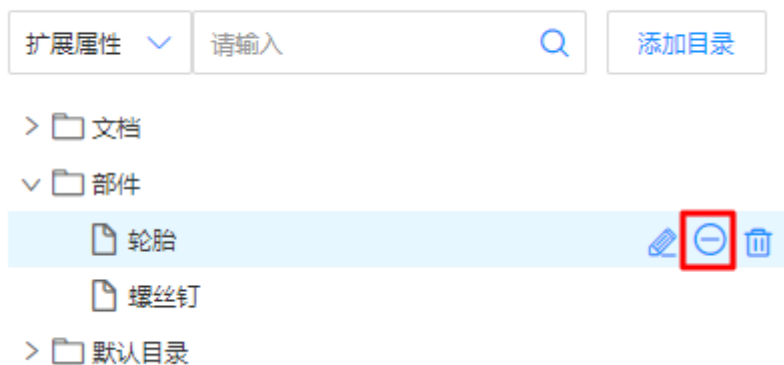 扩展属性 请输入 添加目录
文档
部件
轮胎
螺丝钉
默认目录